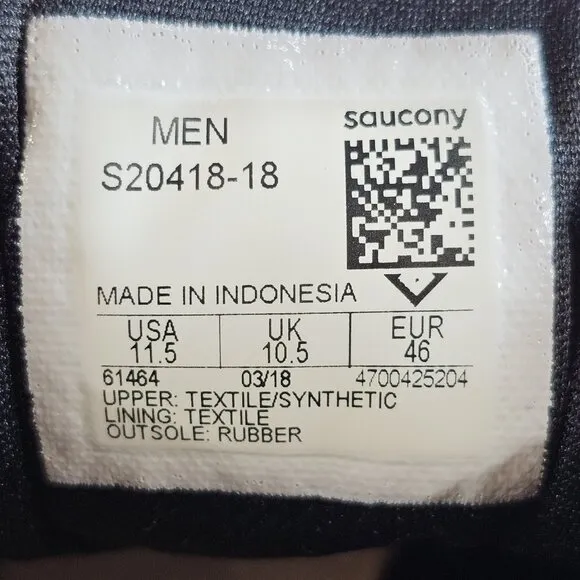 saucony
MEN
S20418-18
MADE IN INDONESIA
USA UK EUR
11.5 10.5 46
61464 03/18 4700425204
UPPER: TEXTILE/SYNTHETIC
LINING: TEXTILE
OUTSOLE: RUBBER